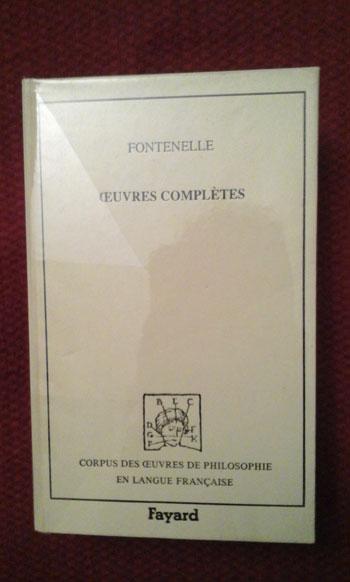 FONTENELLE
ŒUVRES COMPLÈTES
B L C
CORPUS DES ŒUVRES DE PHILOSOPHIE
EN LANGUE FRANÇAISE
Fayard